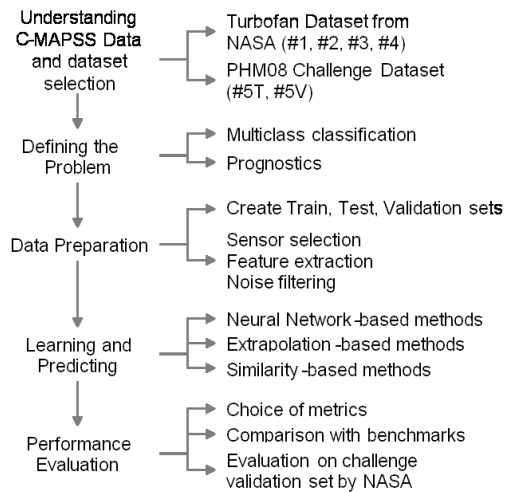 Understanding
C-MAPSS Data
and dataset
selection
Turbofan Dataset from
NASA (#1, #2, #3, #4)
PHM08 Challenge Dataset
(#5T, #5V)
Defining the
Problem
Multiclass classification
Prognostics
Data Preparation
Create Train, Test, Validation sets
Sensor selection
Feature extraction
Noise filtering
Learning and
Predicting
Neural Network-based methods
Extrapolation-based methods
Similarity-based methods
Performance
Evaluation
Choice of metrics
Comparison with benchmarks
Evaluation on challenge
validation set by NASA